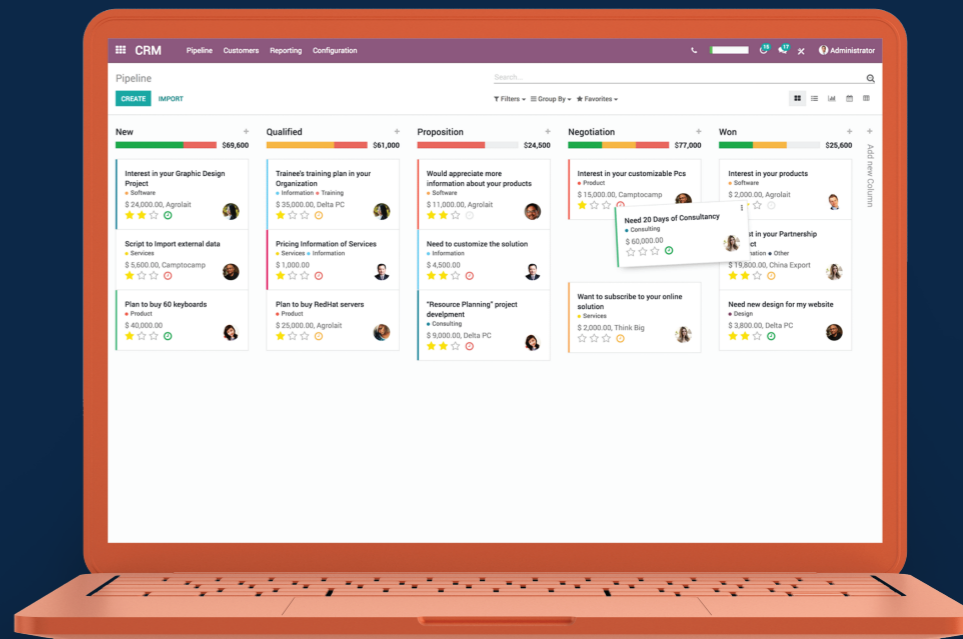 CRM Pipeline Customers Reporting Configuration 15 17 Administrator
Pipeline Search...
CREATE IMPORT Filters Group By Favorites
New + Qualified + Proposition + Negotiation + Won + +
$69,600 $61,000 $24,500 $77,000 $25,600
Add new Column
Interest in your Graphic Design
Project
Software
$ 24,000.00, Agrolait
Script to Import external data
Services
$ 5,600.00, Camptocamp
Plan to buy 60 keyboards
Product
$ 40,000.00
Trainee's training plan in your
Organization
Information Training
$ 35,000.00, Delta PC
Pricing Information of Services
Services Information
$ 1,000.00
Plan to buy RedHat servers
Product
$ 25,000.00, Agrolait
Would appreciate more
information about your products
Software
$ 11,000.00, Agrolait
Need to customize the solution
Information
$ 4,500.00
"Resource Planning" project
develpment
Consulting
$ 9,000.00, Delta PC
Interest in your customizable Pcs
Product
$ 15,000.00, Camptocamp
Need 20 Days of Consultancy
Consulting
$ 60,000.00
Want to subscribe to your online
solution
Services
$ 2,000.00, Think Big
Interest in your products
Software
$ 2,000.00, Agrolait
st in your Partnership
ct
mation Other
$ 19,800.00, China Export
Need new design for my website
Design
$ 3,800.00, Delta PC